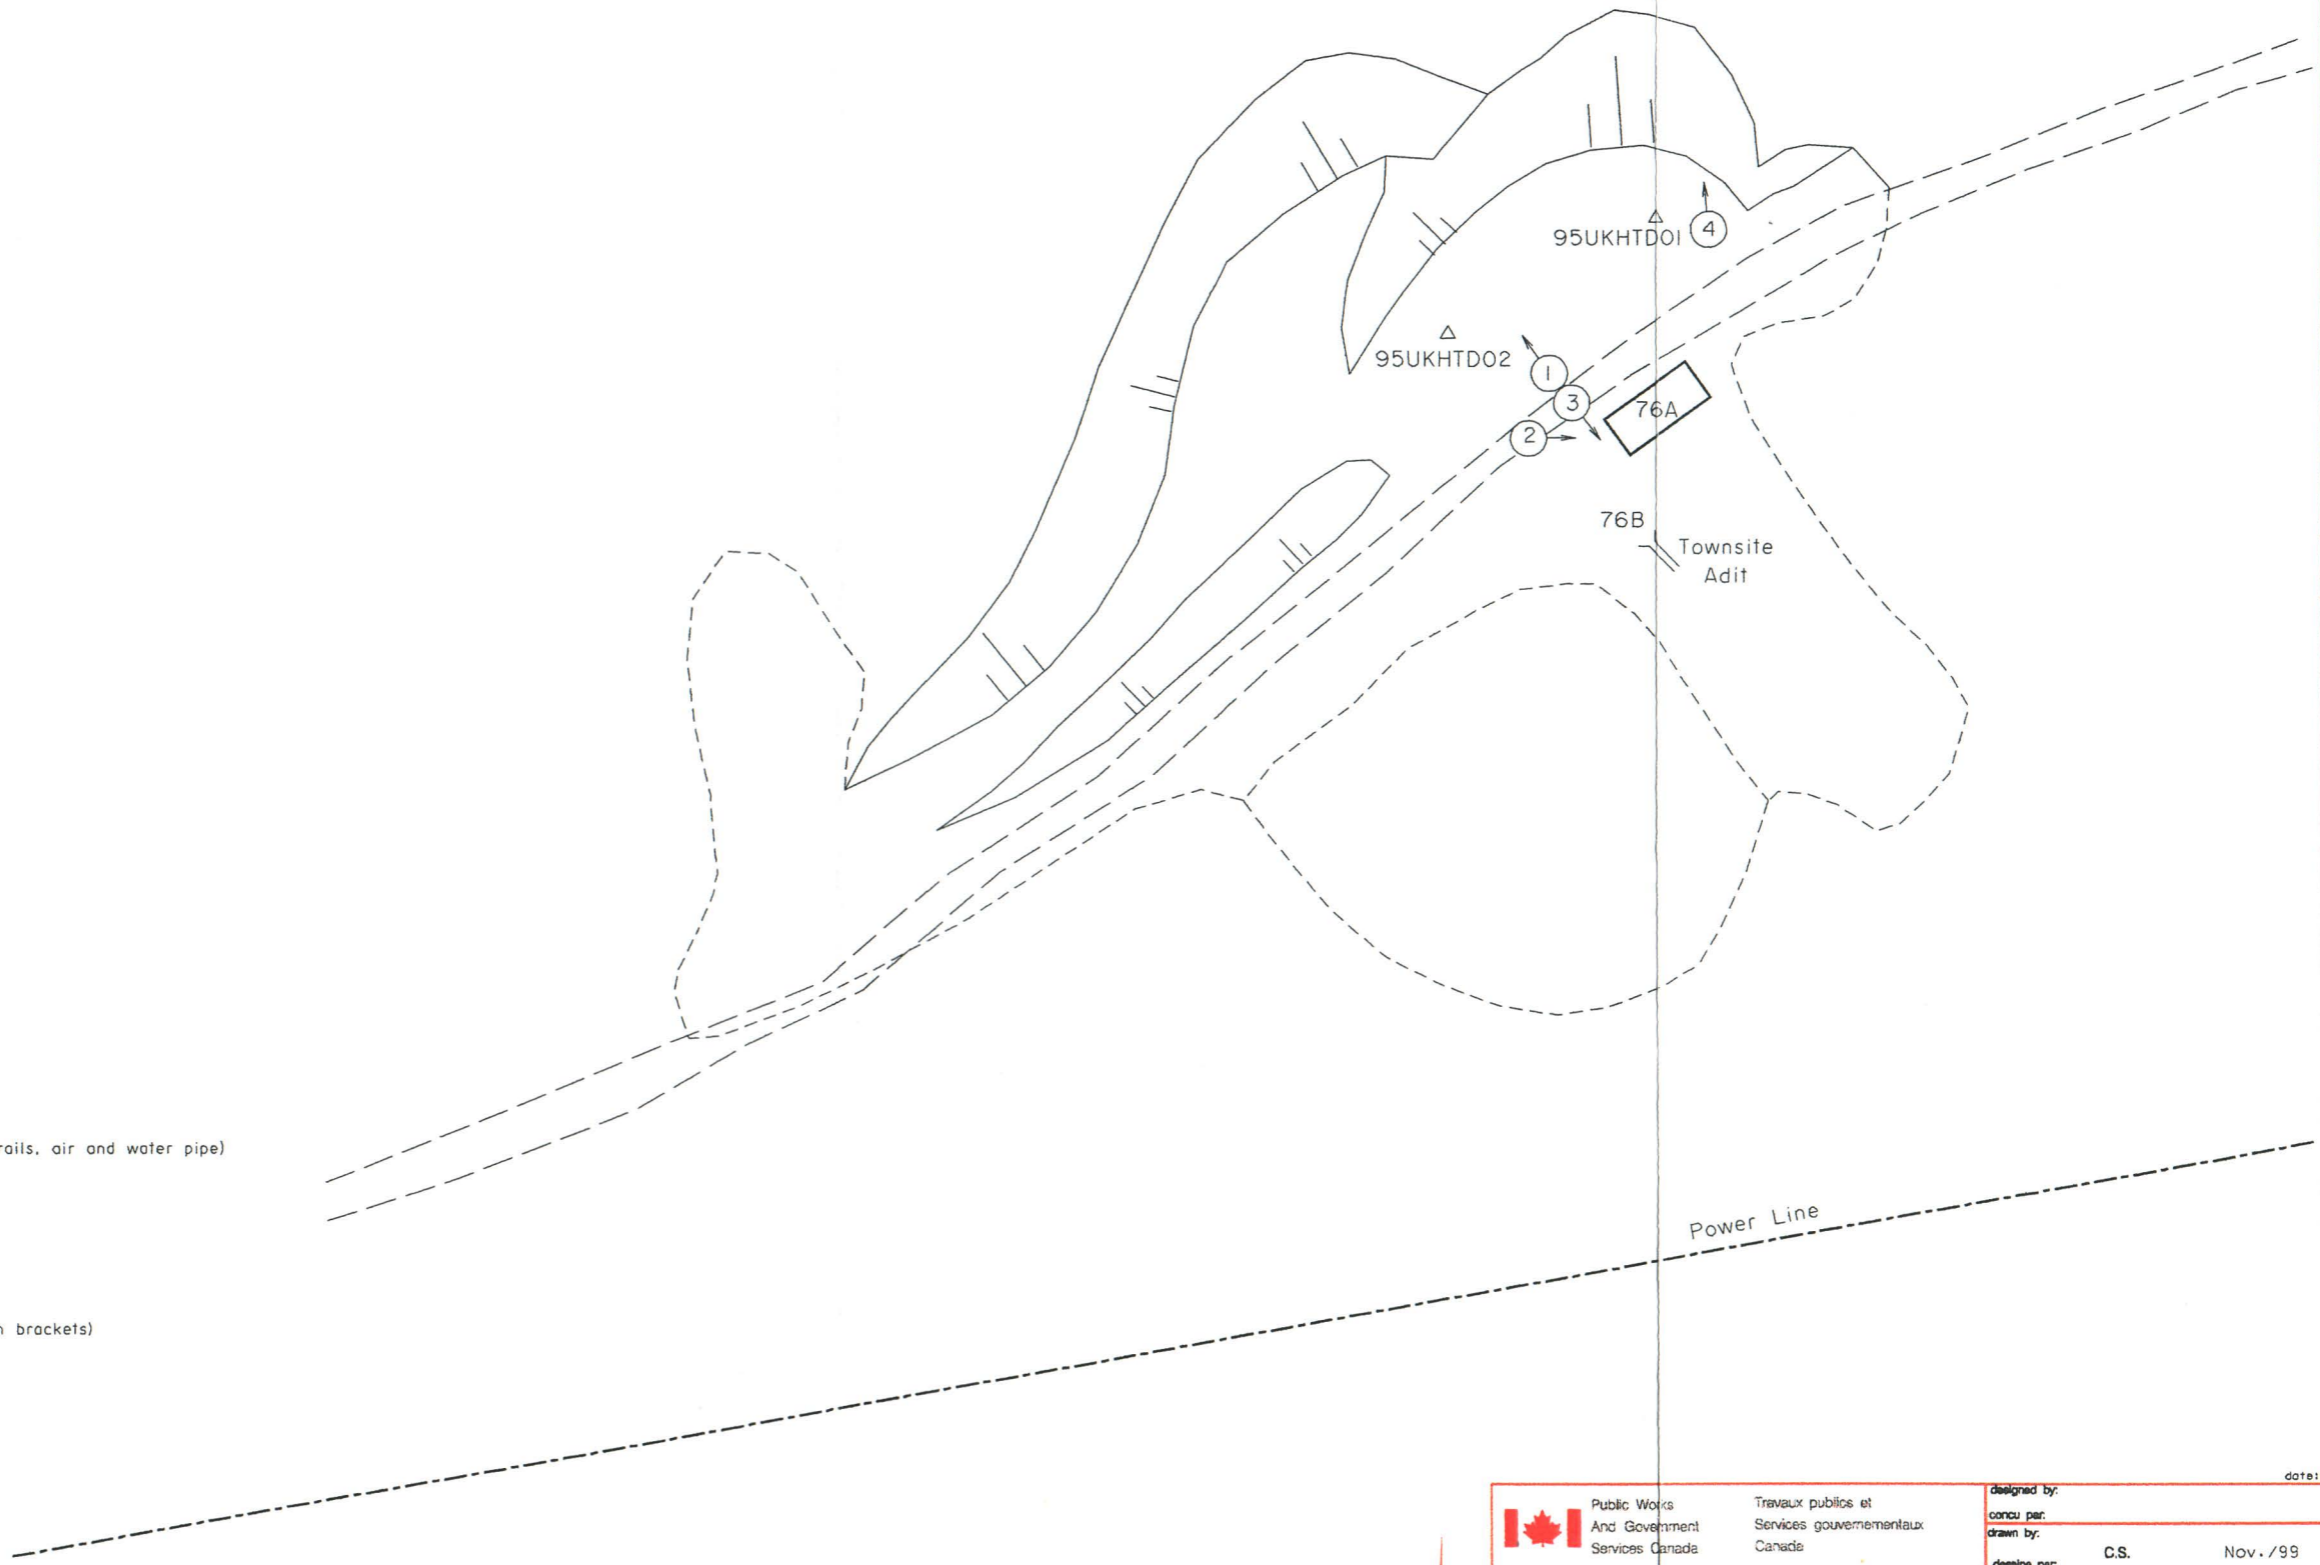 95UKHTD01
4
95UKHTD02
1
3
76A
2
76B
Townsite
Adit
rails, air and water pipe)
Power Line
n brackets)
date:
Public Works
And Government
Services Canada
Travaux publics et
Services gouvernementaux
Canada
designed by:
concu par:
drawn by:
dessine par:
C.S.
Nov./99